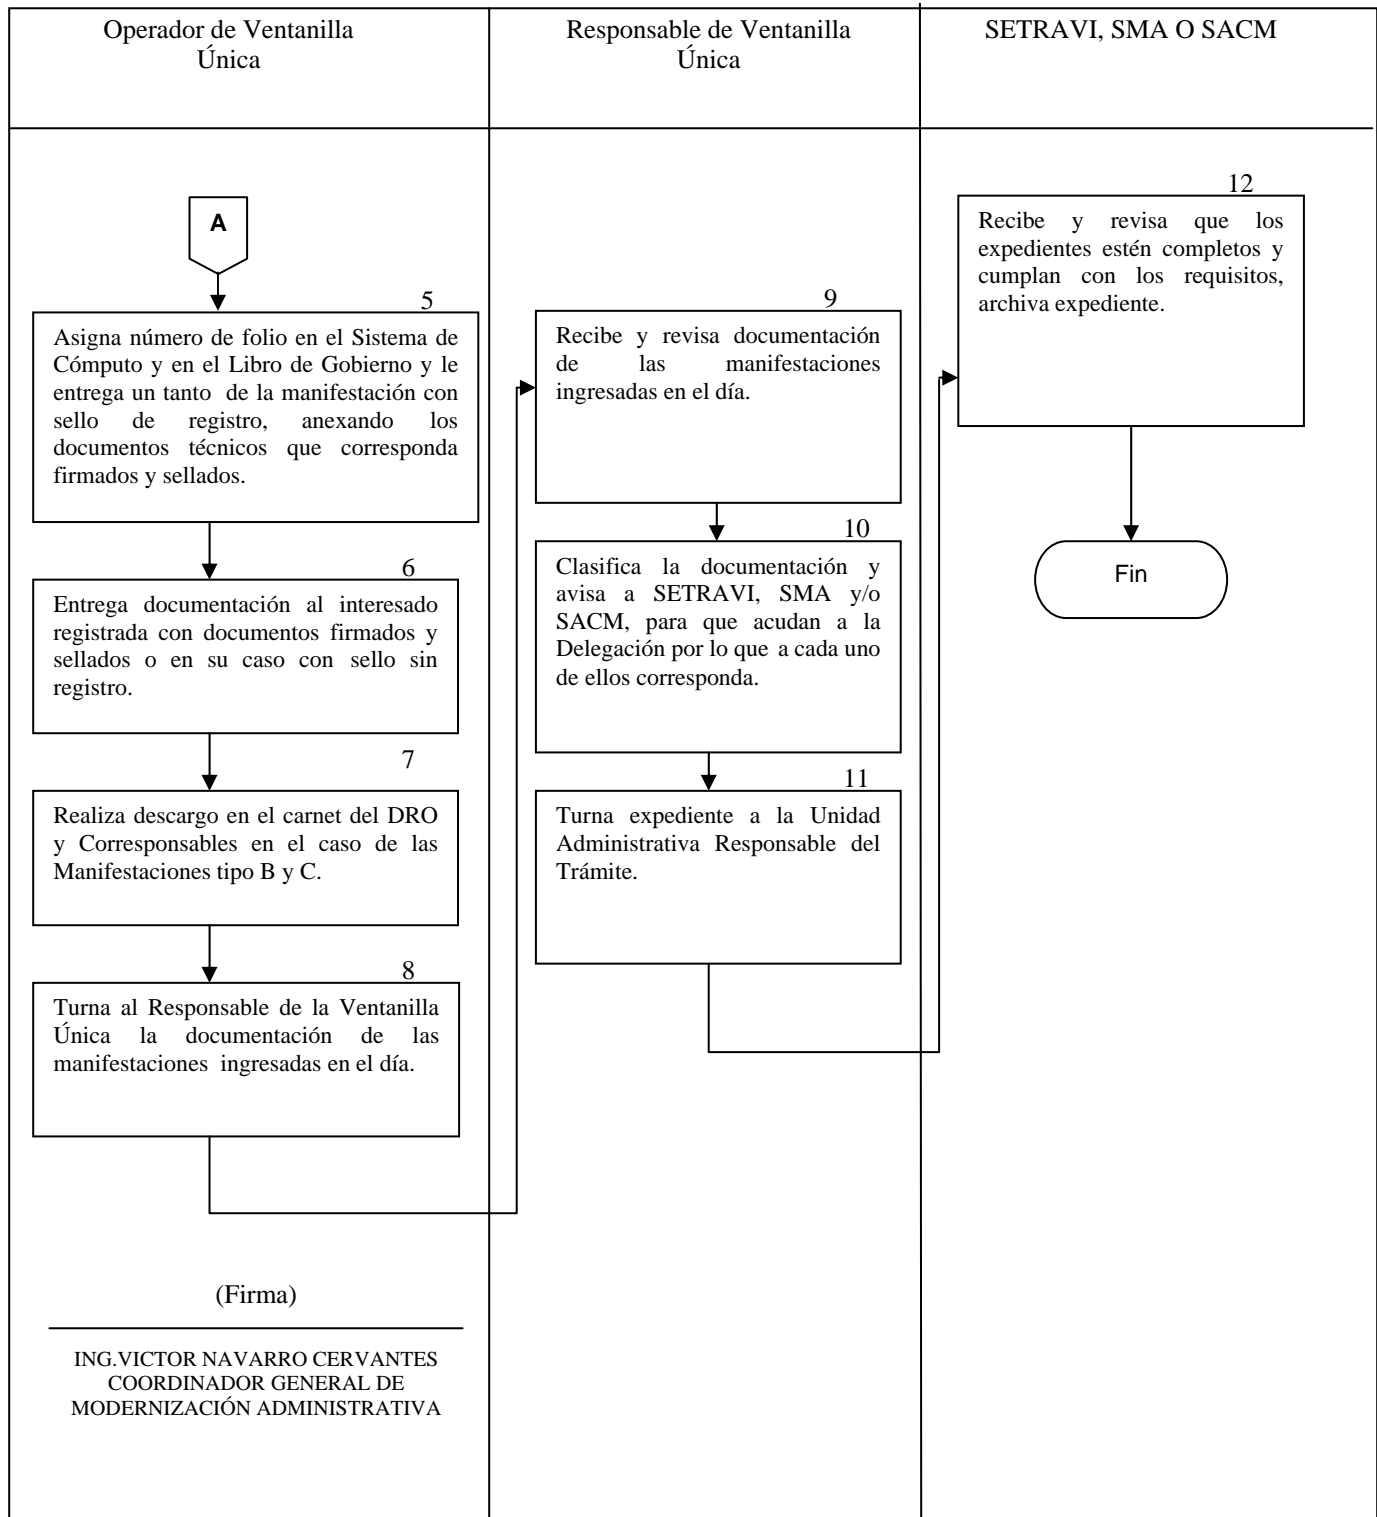 Operador de Ventanilla
Única
Responsable de Ventanilla
Única
SETRAVI, SMA O SACM
A
5
Asigna número de folio en el Sistema de
Cómputo y en el Libro de Gobierno y le
entrega un tanto de la manifestación con
sello de registro, anexando los
documentos técnicos que corresponda
firmados y sellados.
6
Entrega documentación al interesado
registrada con documentos firmados y
sellados o en su caso con sello sin
registro.
7
Realiza descargo en el carnet del DRO
y Corresponsables en el caso de las
Manifestaciones tipo B y C.
8
Turna al Responsable de la Ventanilla
Única la documentación de las
manifestaciones ingresadas en el día.
9
Recibe y revisa documentación
de las manifestaciones
ingresadas en el día.
10
Clasifica la documentación y
avisa a SETRAVI, SMA y/o
SACM, para que acudan a la
Delegación por lo que a cada uno
de ellos corresponda.
11
Turna expediente a la Unidad
Administrativa Responsable del
Trámite.
12
Recibe y revisa que los
expedientes estén completos y
cumplan con los requisitos,
archiva expediente.
Fin
(Firma)
ING.VICTOR NAVARRO CERVANTES
COORDINADOR GENERAL DE
MODERNIZACIÓN ADMINISTRATIVA